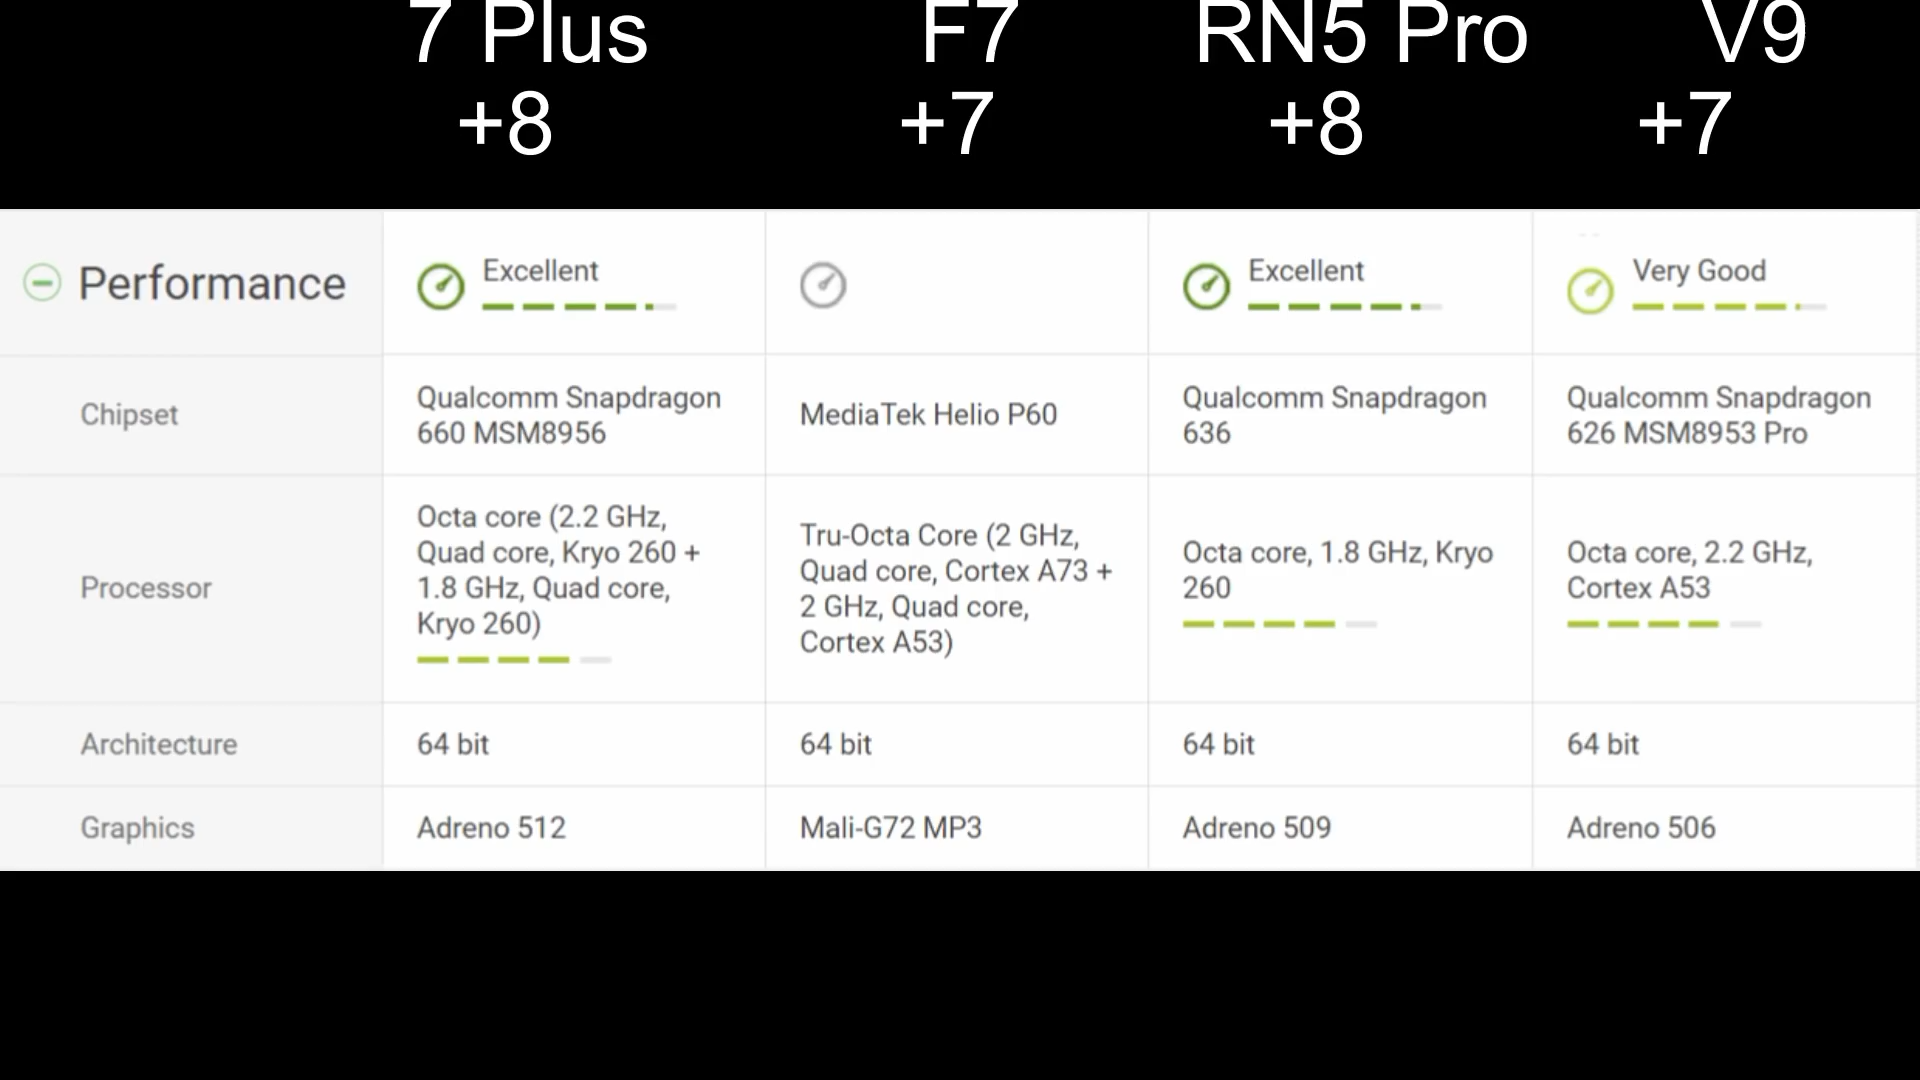 7 Plus F7 RN5 Pro V9
+8 +7 +8 +7
Performance Excellent Excellent Very Good
Chipset
Qualcomm Snapdragon
660 MSM8956
MediaTek Helio P60
Qualcomm Snapdragon
636
Qualcomm Snapdragon
626 MSM8953 Pro
Processor
Octa core (2.2 GHz,
Quad core, Kryo 260 +
1.8 GHz, Quad core,
Kryo 260)
Tru-Octa Core (2 GHz,
Quad core, Cortex A73 +
2 GHz, Quad core,
Cortex A53)
Octa core, 1.8 GHz, Kryo
260
Octa core, 2.2 GHz,
Cortex A53
Architecture 64 bit 64 bit 64 bit 64 bit
Graphics Adreno 512 Mali-G72 MP3 Adreno 509 Adreno 506